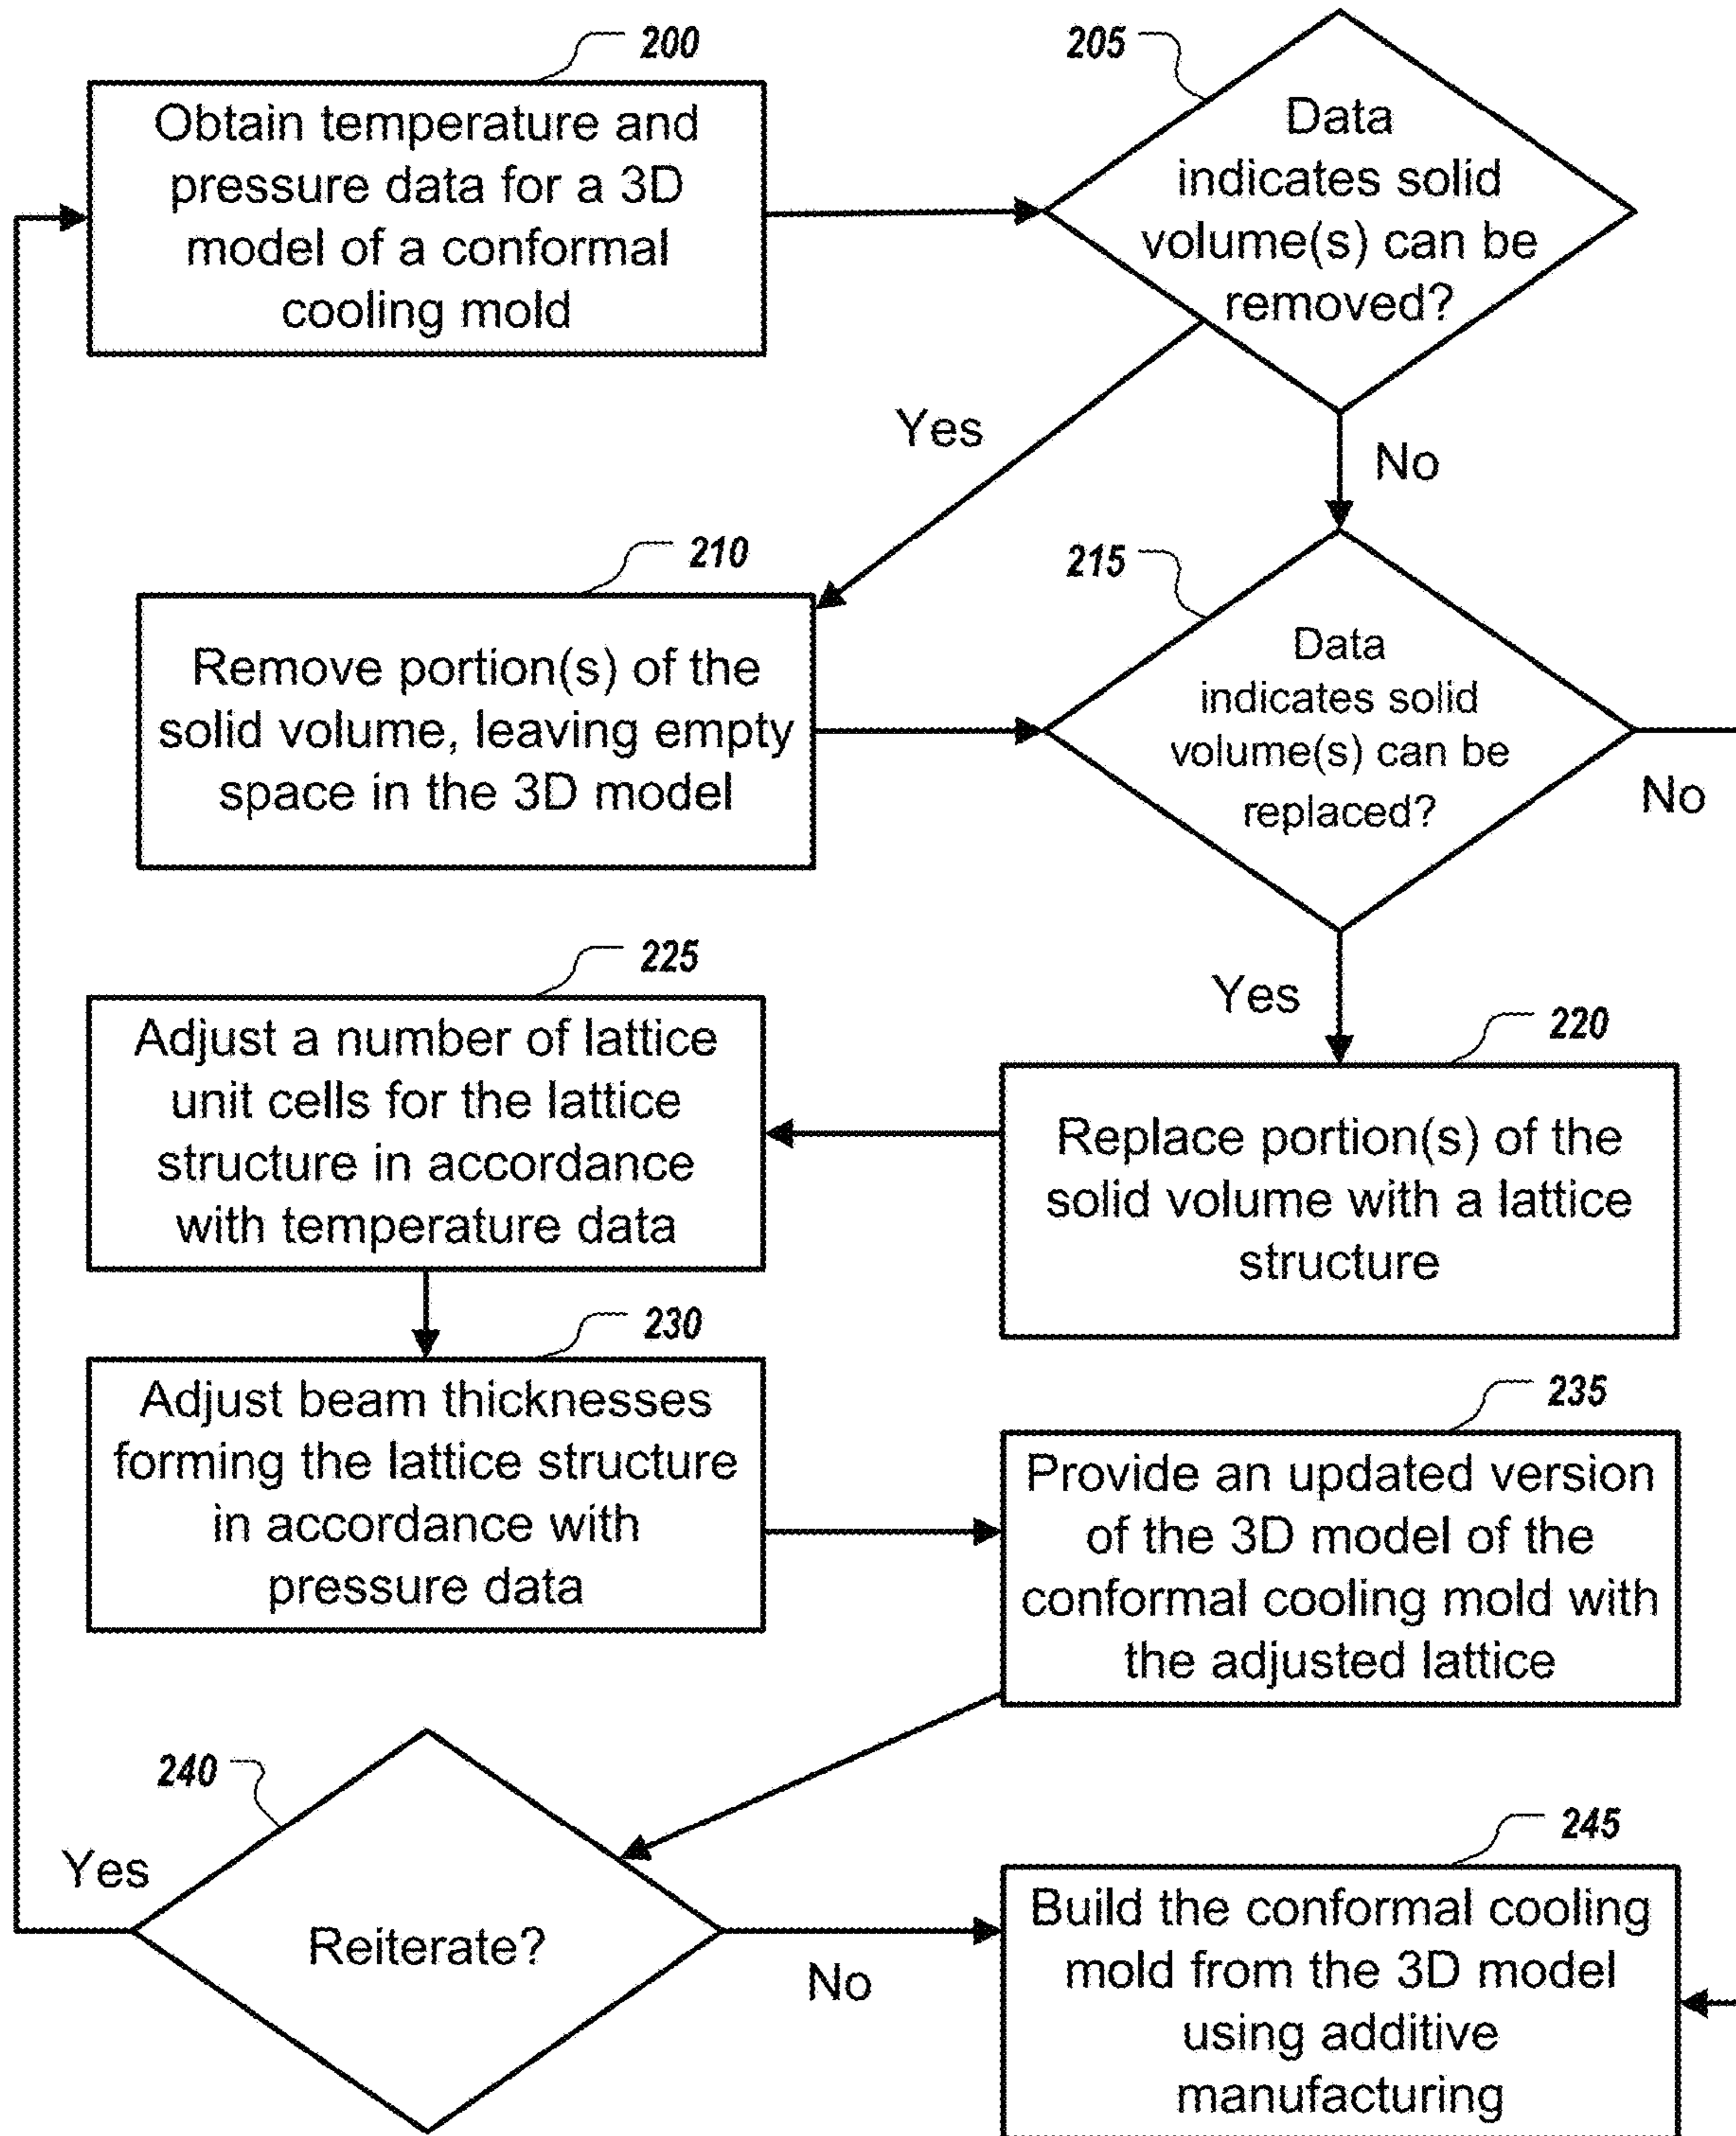 200
Obtain temperature and
pressure data for a 3D
model of a conformal
cooling mold
205
Data
indicates solid
volume(s) can be
removed?
Yes
No
210
Remove portion(s) of the
solid volume, leaving empty
space in the 3D model
215
Data
indicates solid
volume(s) can be
replaced?
No
Yes
220
Replace portion(s) of the
solid volume with a lattice
structure
225
Adjust a number of lattice
unit cells for the lattice
structure in accordance
with temperature data
230
Adjust beam thicknesses
forming the lattice structure
in accordance with
pressure data
235
Provide an updated version
of the 3D model of the
conformal cooling mold with
the adjusted lattice
240
Reiterate?
Yes
No
245
Build the conformal cooling
mold from the 3D model
using additive
manufacturing